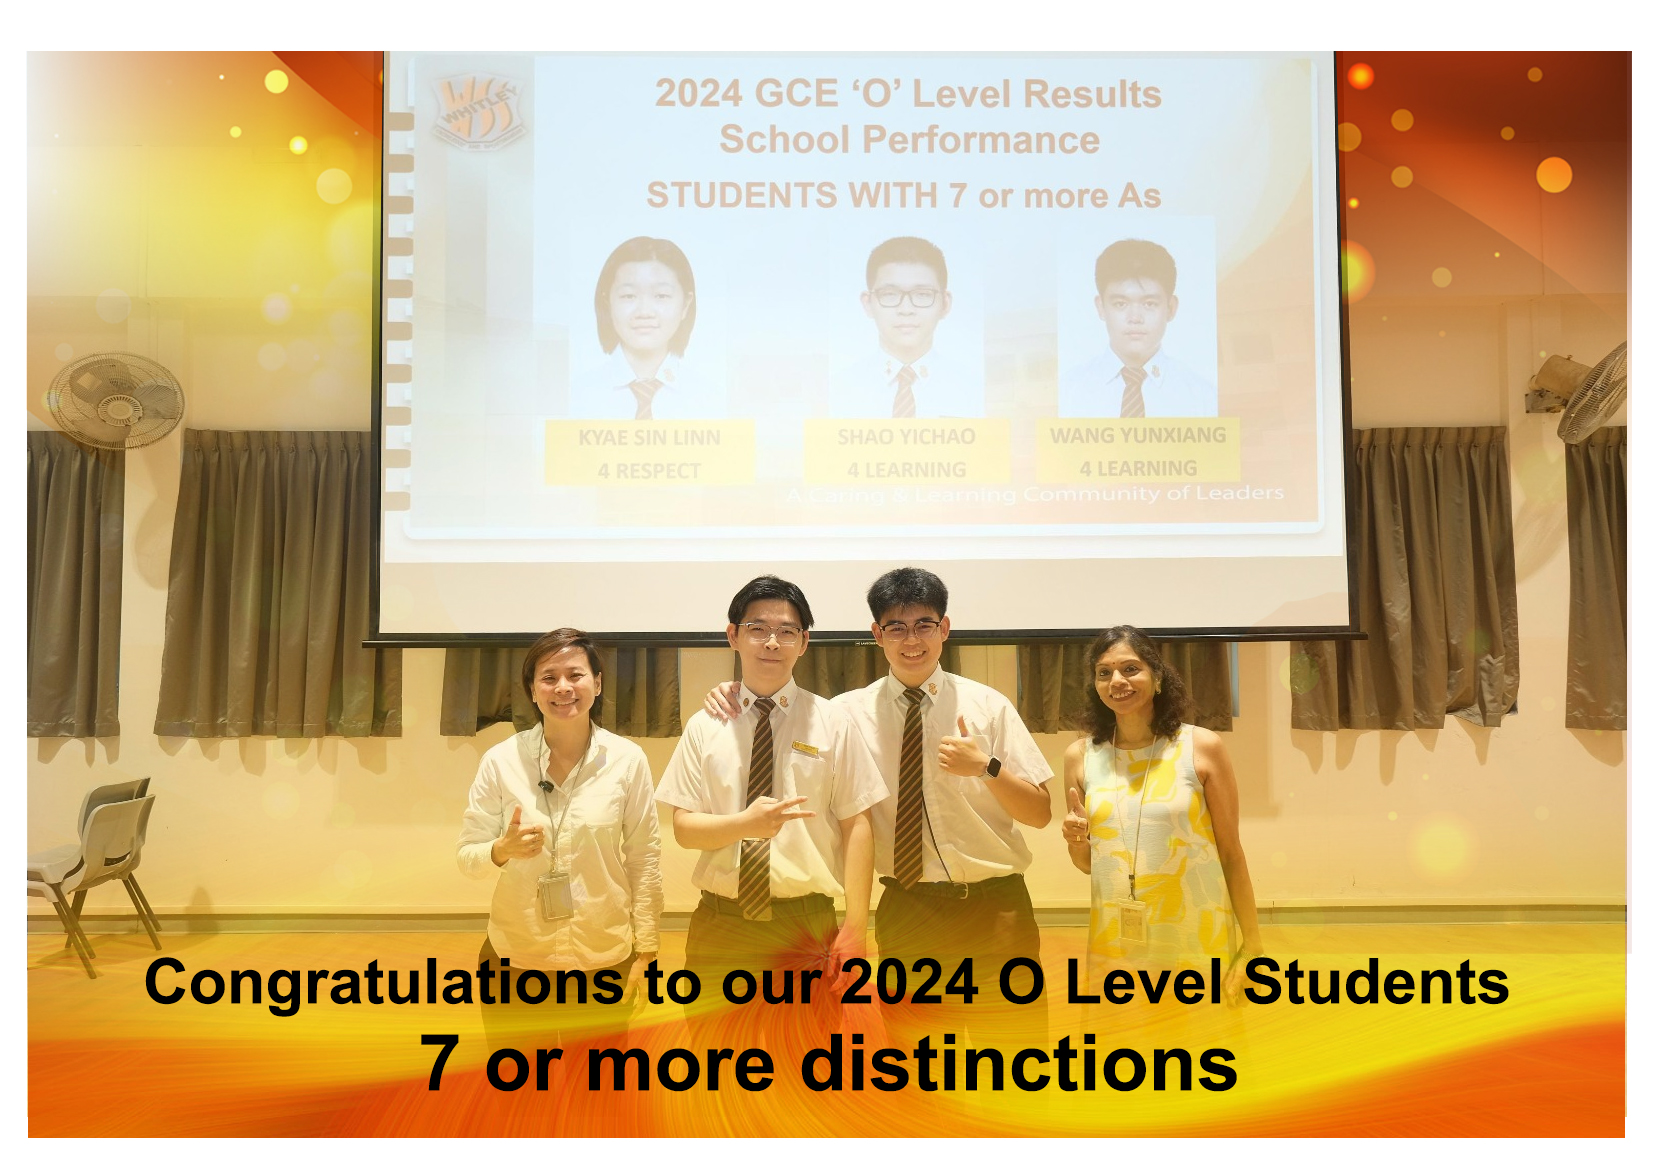 WSS
WHITLEY
2024 GCE ‘O’ Level Results
School Performance
STUDENTS WITH 7 or more As
KYAE SIN LINN
4 RESPECT
SHAO YICHAO
4 LEARNING
WANG YUNXIANG
4 LEARNING
A Caring & Learning Community of Leaders
Congratulations to our 2024 O Level Students
7 or more distinctions